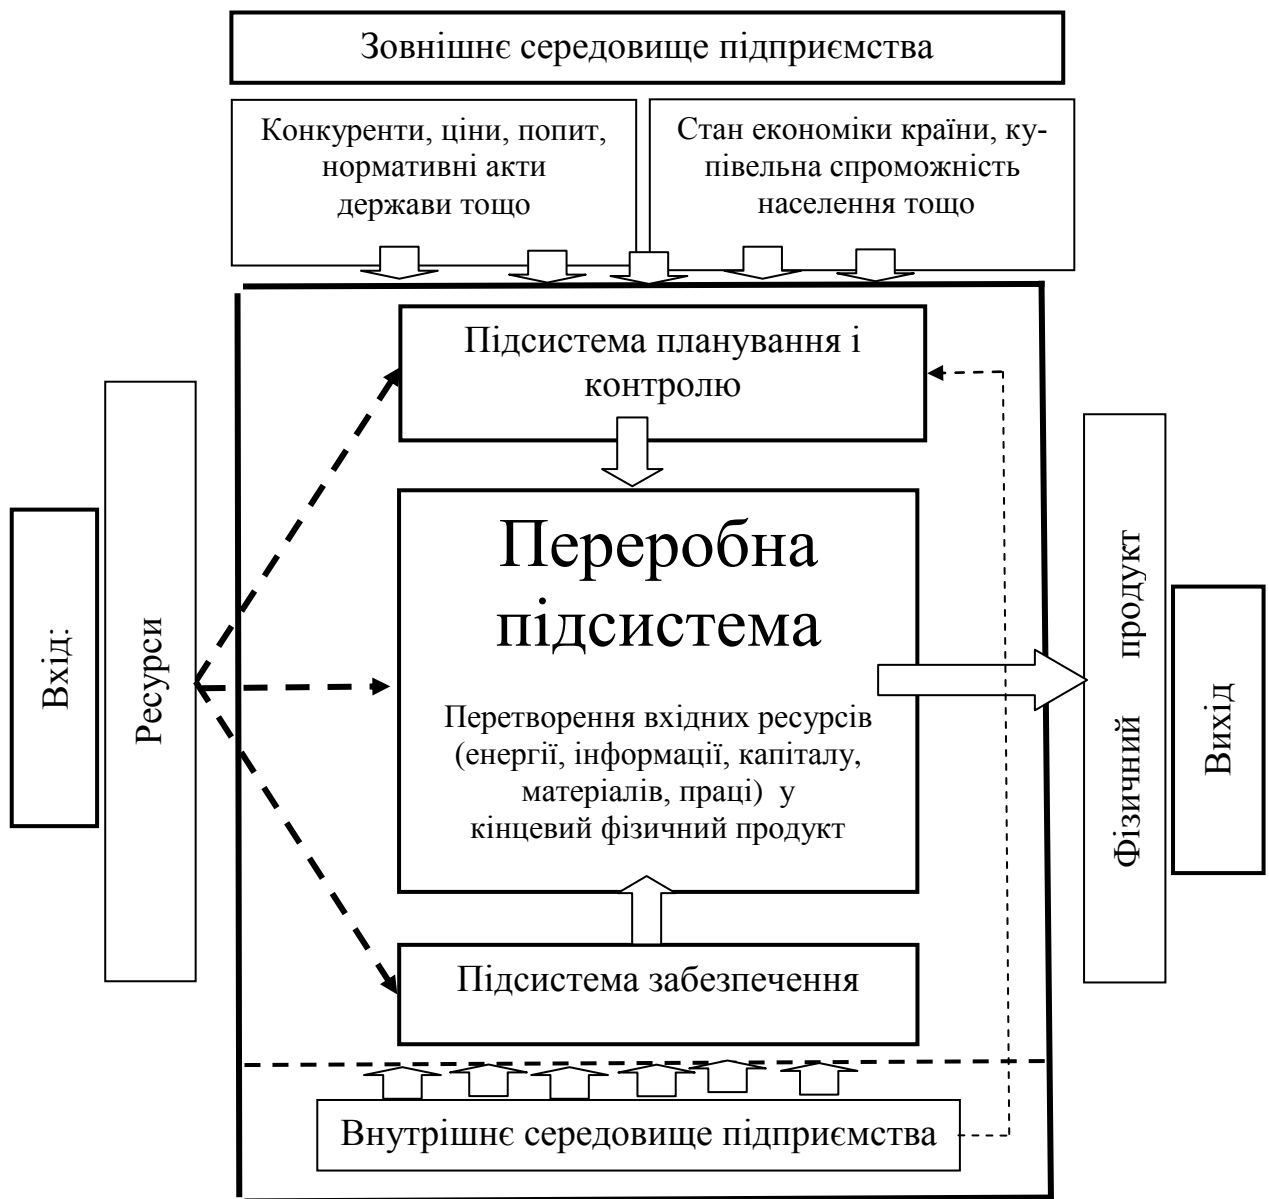 Зовнішнє середовище підприємства
Конкуренти, ціни, попит,
нормативні акти
держави тощо
Стан економіки країни, ку-
півельна спроможність
населення тощо
Підсистема планування і
контролю
Вхід:
Ресурси
Переробна
підсистема
Перетворення вхідних ресурсів
(енергії, інформації, капіталу,
матеріалів, праці) у
кінцевий фізичний продукт
Фізичний продукт
Вихід
Підсистема забезпечення
Внутрішнє середовище підприємства